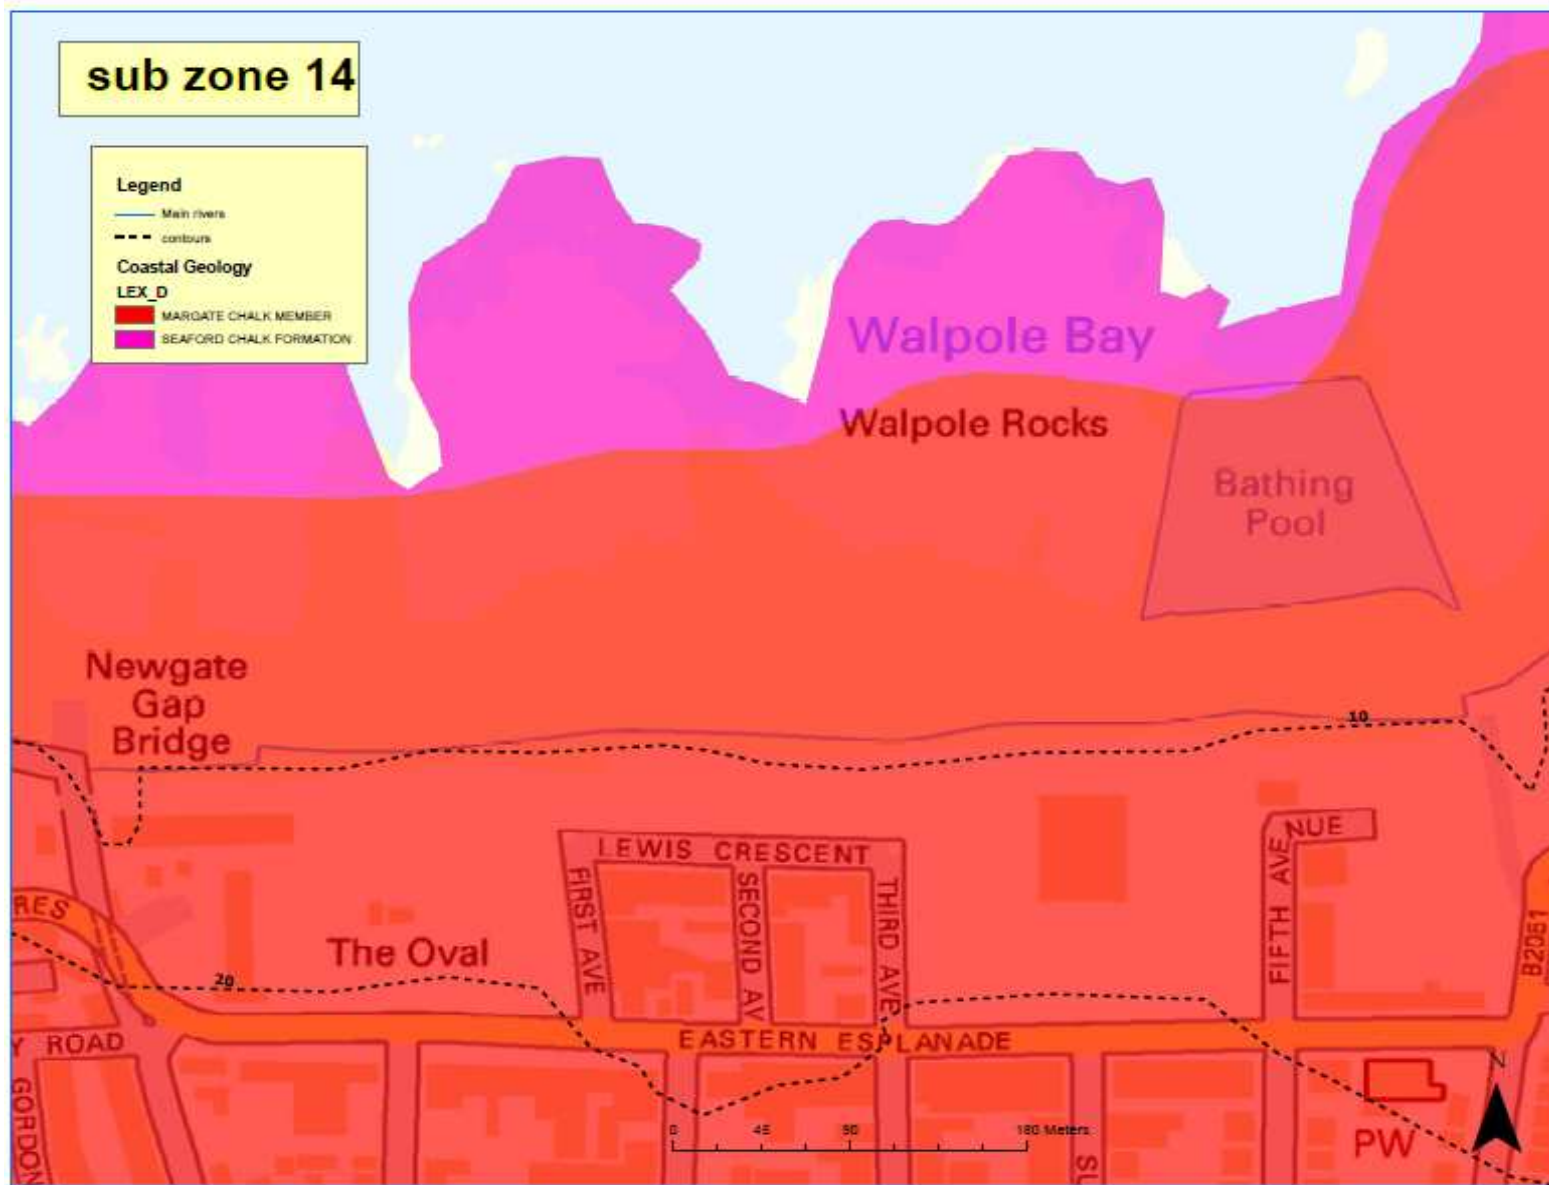 sub zone 14
Legend
Main rivers
contours
Coastal Geology
LEX_D
MARGATE CHALK MEMBER
SEAFORD CHALK FORMATION
Walpole Bay
Walpole Rocks
Bathing
Pool
Newgate
Gap
Bridge
10
LEWIS CRESCENT
NUE
FIRST AVE
SECOND AV
THIRD AVE
FIFTH AVE
B2051
RES
The Oval
20
EASTERN ESPLANADE
Y ROAD
GORDON
N
0 45 90 180 Meters
PW
SU